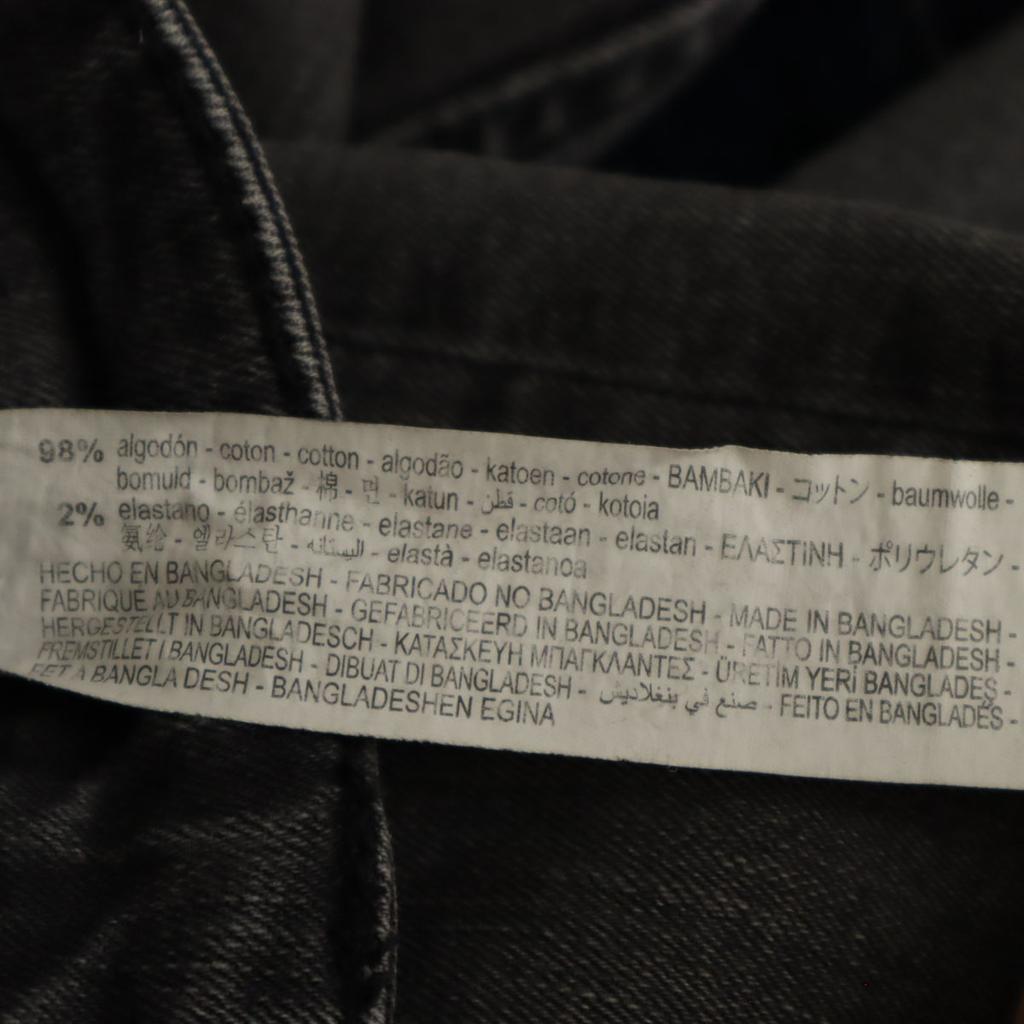 98% algodón - coton - cotton - algodão - katoen - cotone - BAMBAKI - コットン - baumwolle -
bomuld - bombaž - 棉 - 면 - katun - قطن - cotó - kotoia
2% elastano - élasthanne - elastane - elastaan - elastan - ΕΛΑΣΤΙΝΗ - ポリウレタン -
氨纶 - 엘라스탄 - اليستانه - elastà - elastanoa
HECHO EN BANGLADESH - FABRICADO NO BANGLADESH - MADE IN BANGLADESH -
FABRIQUE AU BANGLADESH - GEFABRICEERD IN BANGLADESH - FATTO IN BANGLADESH -
HERGESTELLT IN BANGLADESCH - ΚΑΤΑΣΚΕΥΗ ΜΠΑΓΚΛΑΝΤΕΣ - ÜRETİM YERİ BANGLADEŞ -
FREMSTILLET I BANGLADESH - DIBUAT DI BANGLADESH - صنع في بنغلاديش - FEITO EN BANGLADÉS -
FET A BANGLA DESH - BANGLADESHEN EGINA